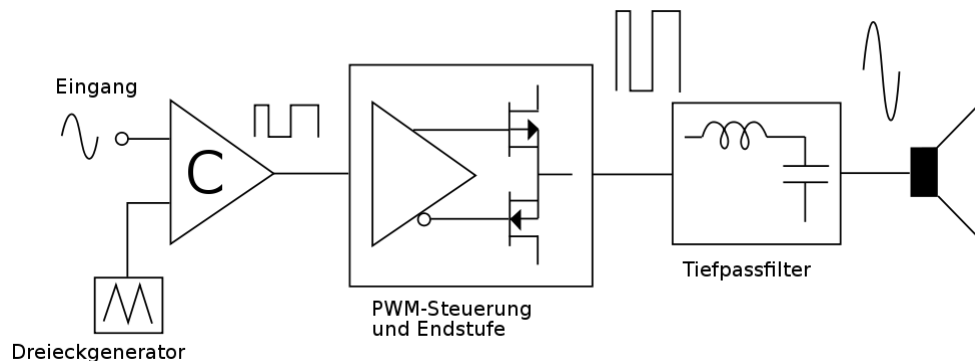 Eingang
C
Tiefpassfilter
PWM-Steuerung
und Endstufe
Dreieckgenerator